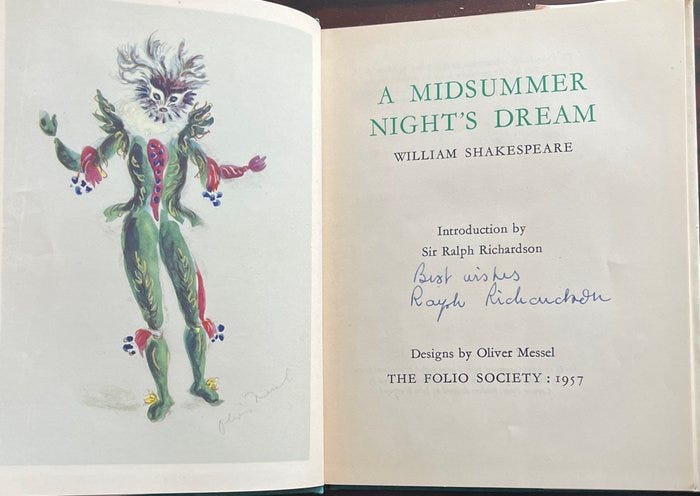 Oliver Messel
A MIDSUMMER
NIGHT'S DREAM
WILLIAM SHAKESPEARE
Introduction by
Sir Ralph Richardson
Best wishes
Ralph Richardson
Designs by Oliver Messel
THE FOLIO SOCIETY : 1957